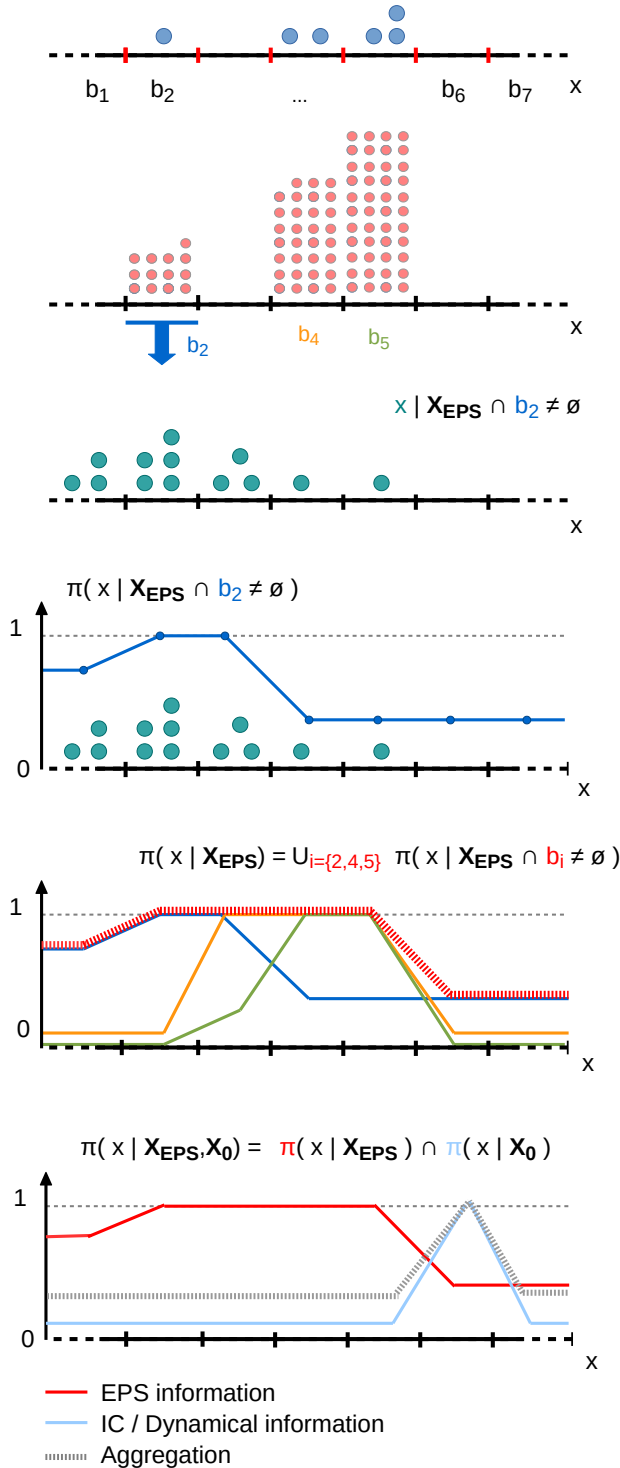 b1 b2 ... b6 b7 x
x
b2 b4 b5
x | XEPS ∩ b2 ≠ ø
x
π( x | XEPS ∩ b2 ≠ ø )
1
0
x
π( x | XEPS) = Ui={2,4,5} π( x | XEPS ∩ bi ≠ ø )
1
0
x
π( x | XEPS,X0) = π( x | XEPS ) ∩ π( x | X0 )
1
0
x
EPS information
IC / Dynamical information
Aggregation